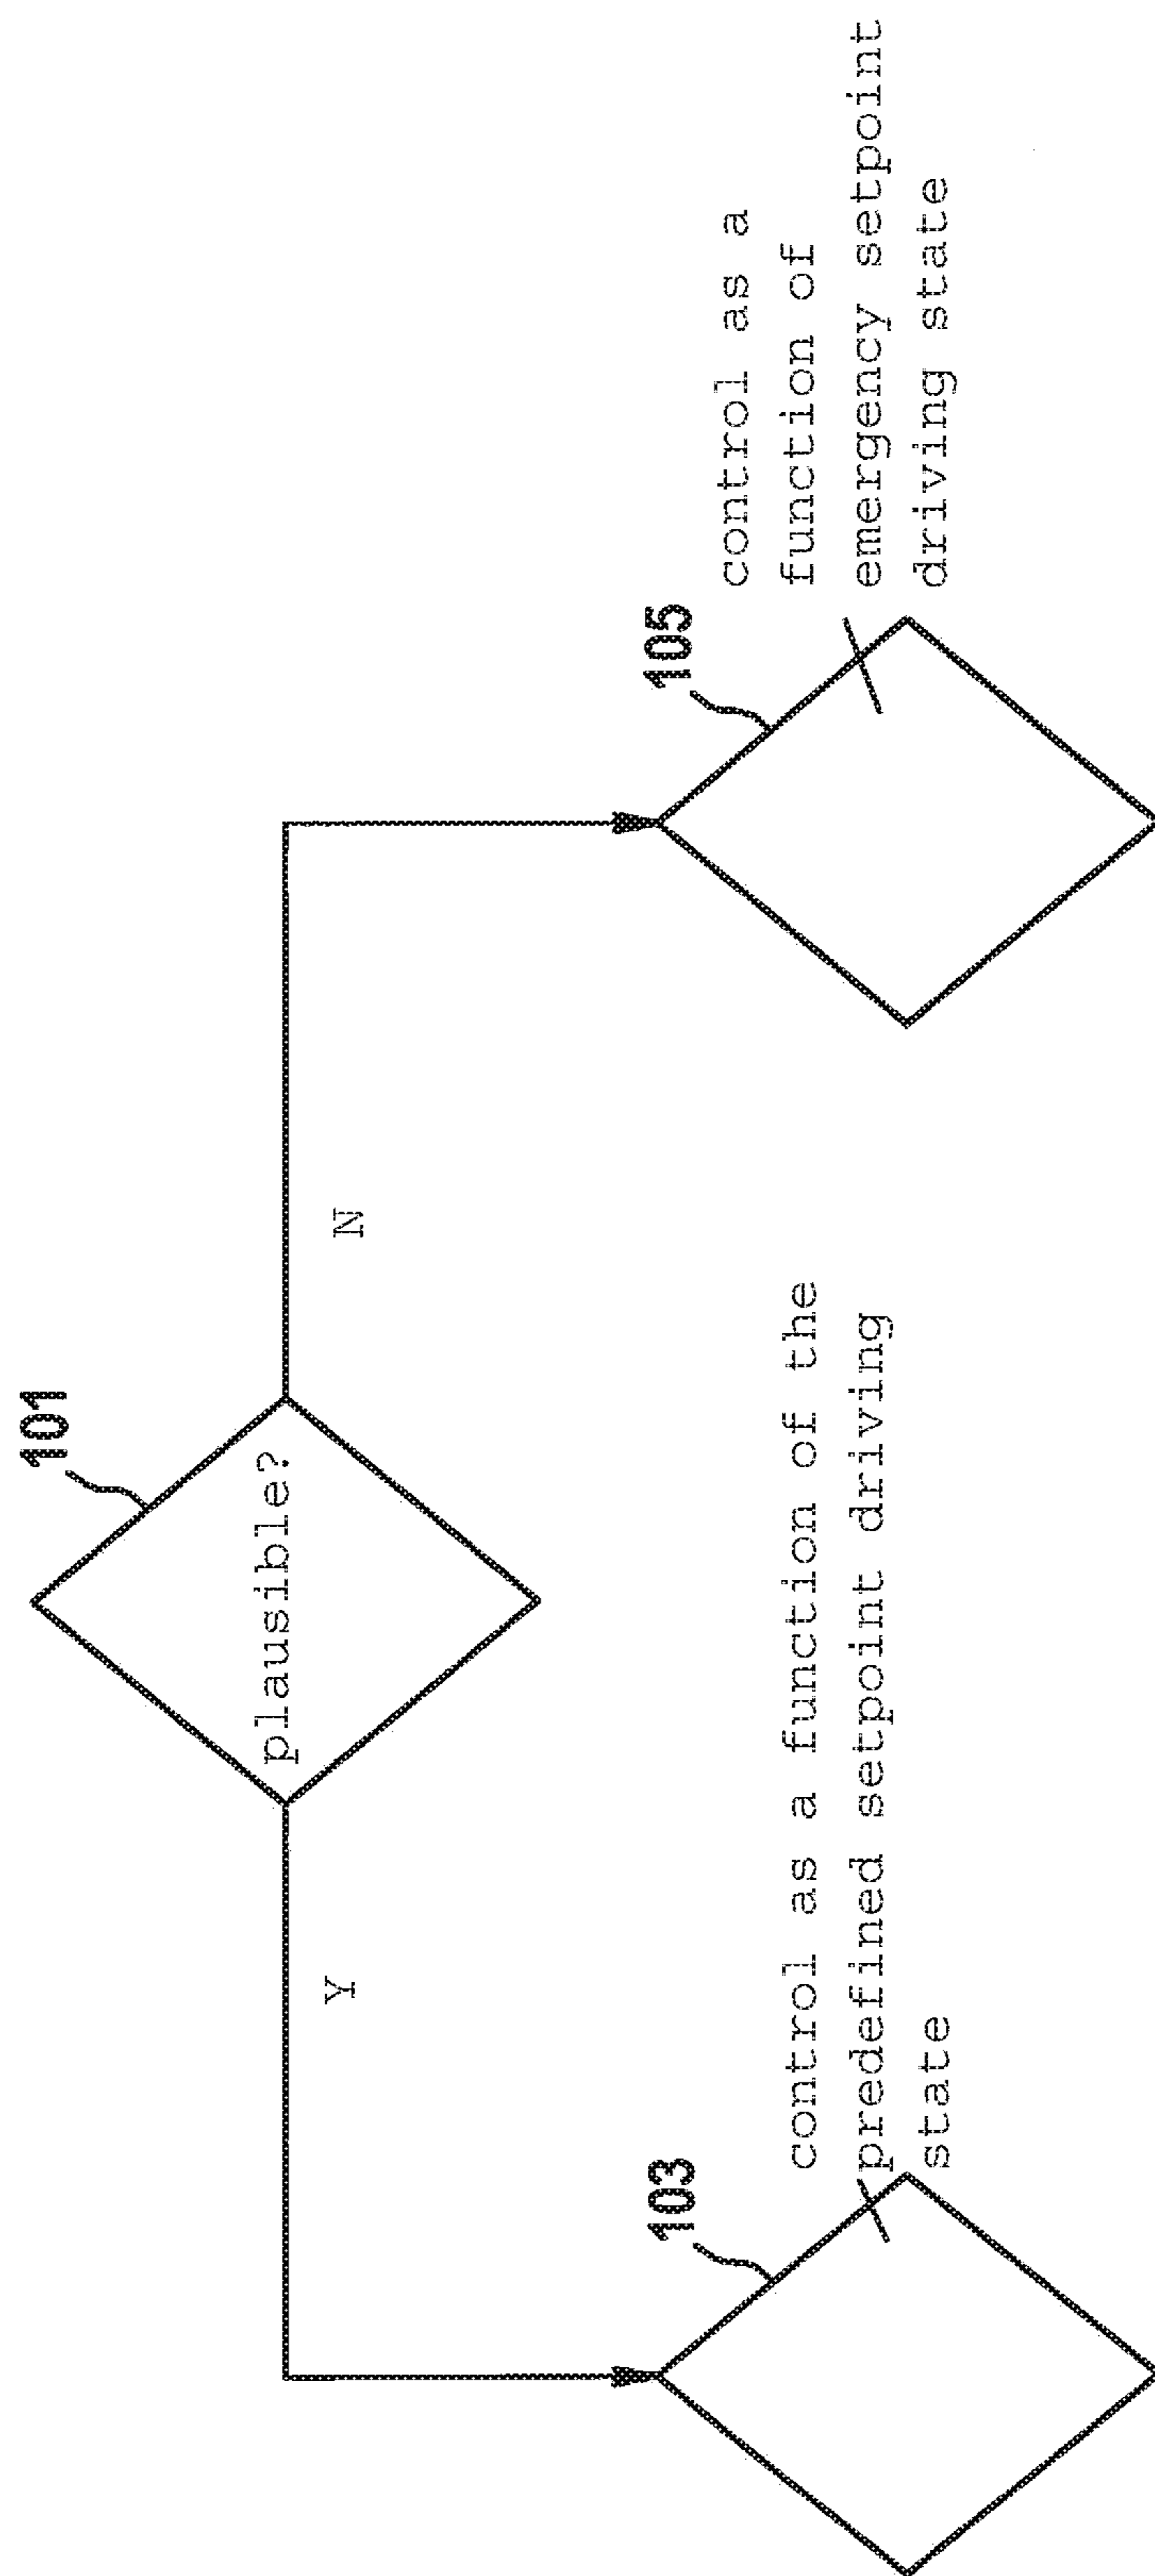 101
plausible?
Y
N
103
control as a function of the
predefined setpoint driving
state
105
control as a
function of
emergency setpoint
driving state